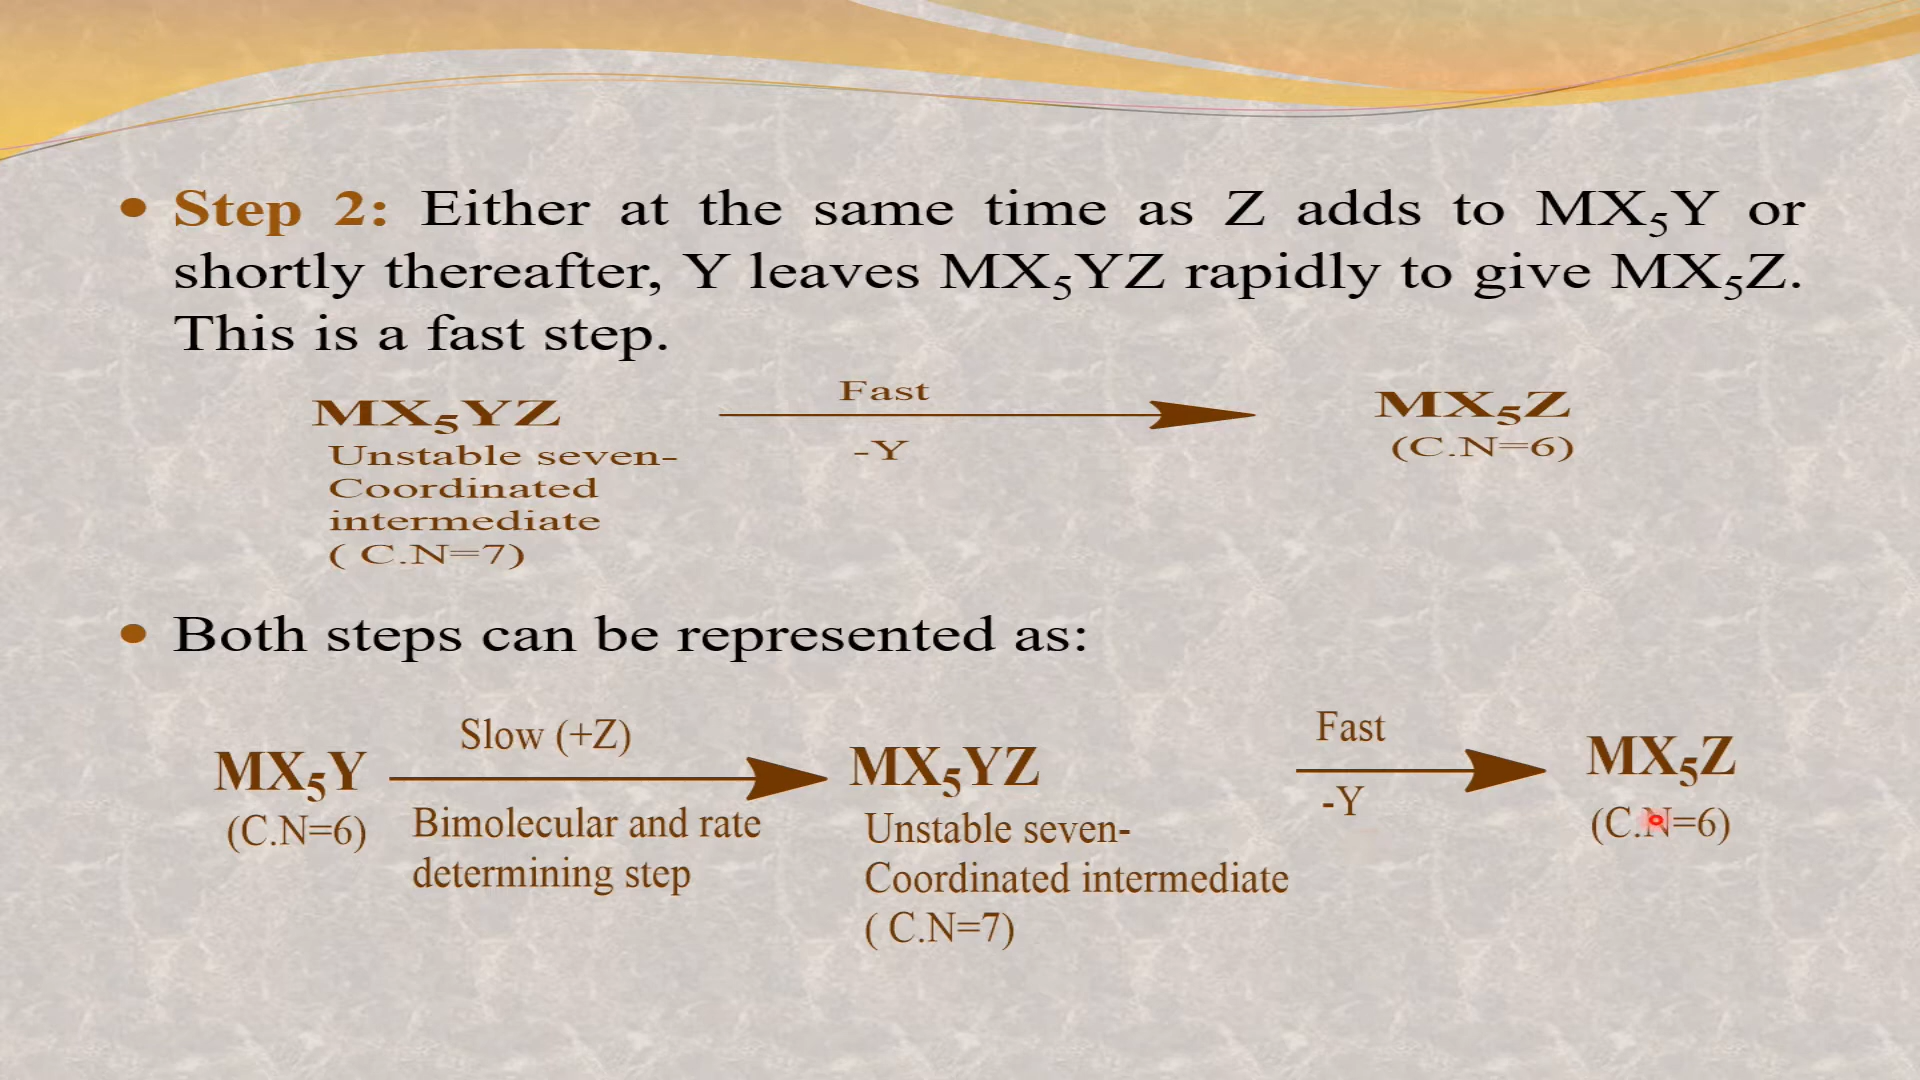 • Step 2: Either at the same time as Z adds to MX₅Y or
shortly thereafter, Y leaves MX₅YZ rapidly to give MX₅Z.
This is a fast step.
MX₅YZ Fast MX₅Z
-Y (C.N=6)
Unstable seven-
Coordinated
intermediate
( C.N=7)
• Both steps can be represented as:
Slow (+Z) Fast
MX₅Y MX₅YZ MX₅Z
-Y
(C.N=6) Bimolecular and rate Unstable seven- (C.N=6)
determining step Coordinated intermediate
( C.N=7)